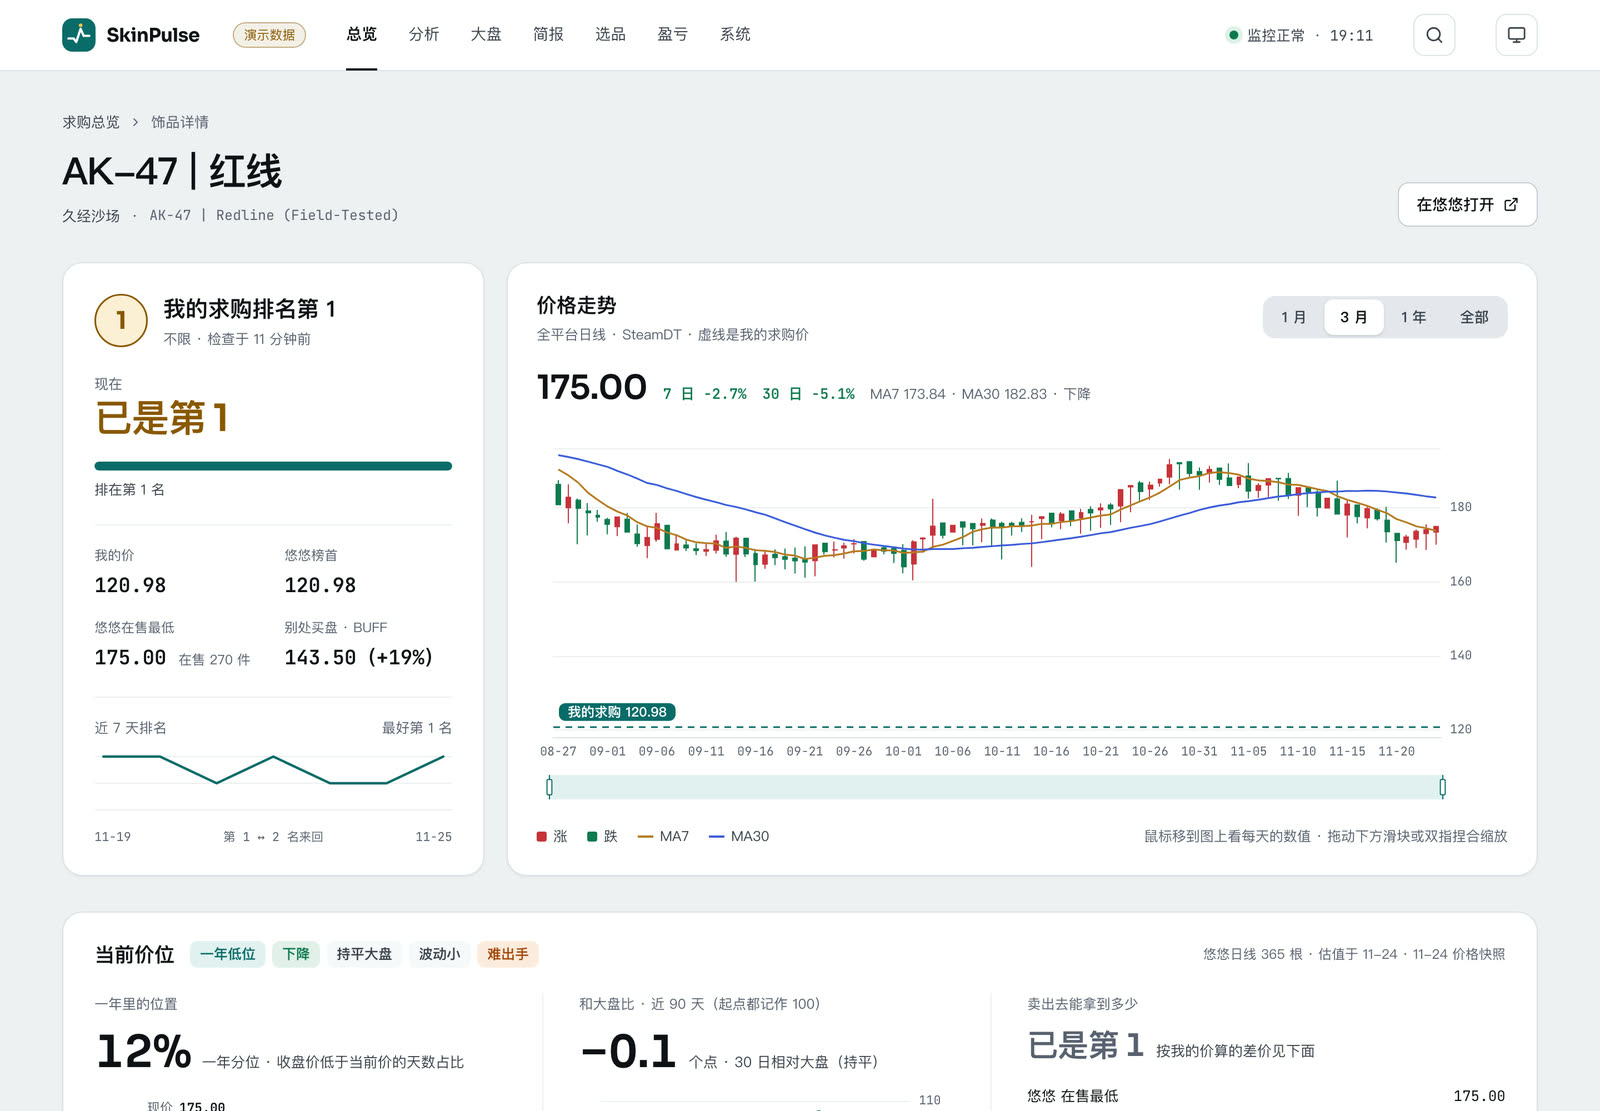 SkinPulse
演示数据
总览
分析
大盘
简报
选品
盈亏
系统
监控正常 · 19:11
求购总览 > 饰品详情
AK-47 | 红线
久经沙场 · AK-47 | Redline (Field-Tested)
在悠悠打开
1
我的求购排名第 1
不限 · 检查于 11 分钟前
现在
已是第 1
排在第 1 名
我的价
120.98
悠悠榜首
120.98
悠悠在售最低
175.00 在售 270 件
别处买盘 · BUFF
143.50 (+19%)
近 7 天排名
最好第 1 名
11-19
第 1 ↔ 2 名来回
11-25
价格走势
全平台日线 · SteamDT · 虚线是我的求购价
1 月
3 月
1 年
全部
175.00 7 日 -2.7% 30 日 -5.1% MA7 173.84 · MA30 182.83 · 下降
180
160
140
120
我的求购 120.98
08-27 09-01 09-06 09-11 09-16 09-21 09-26 10-01 10-06 10-11 10-16 10-21 10-26 10-31 11-05 11-10 11-15 11-20
涨
跌
MA7
MA30
鼠标移到图上看每天的数值 · 拖动下方滑块或双指捏合缩放
当前价位
一年低位
下降
持平大盘
波动小
难出手
悠悠日线 365 根 · 估值于 11-24 · 11-24 价格快照
一年里的位置
12% 一年分位 · 收盘价低于当前价的天数占比
现价 175.00
和大盘比 · 近 90 天（起点都记作 100）
-0.1 个点 · 30 日相对大盘（持平）
110
卖出去能拿到多少
已是第 1 按我的价算的差价见下面
悠悠 在售最低
175.00